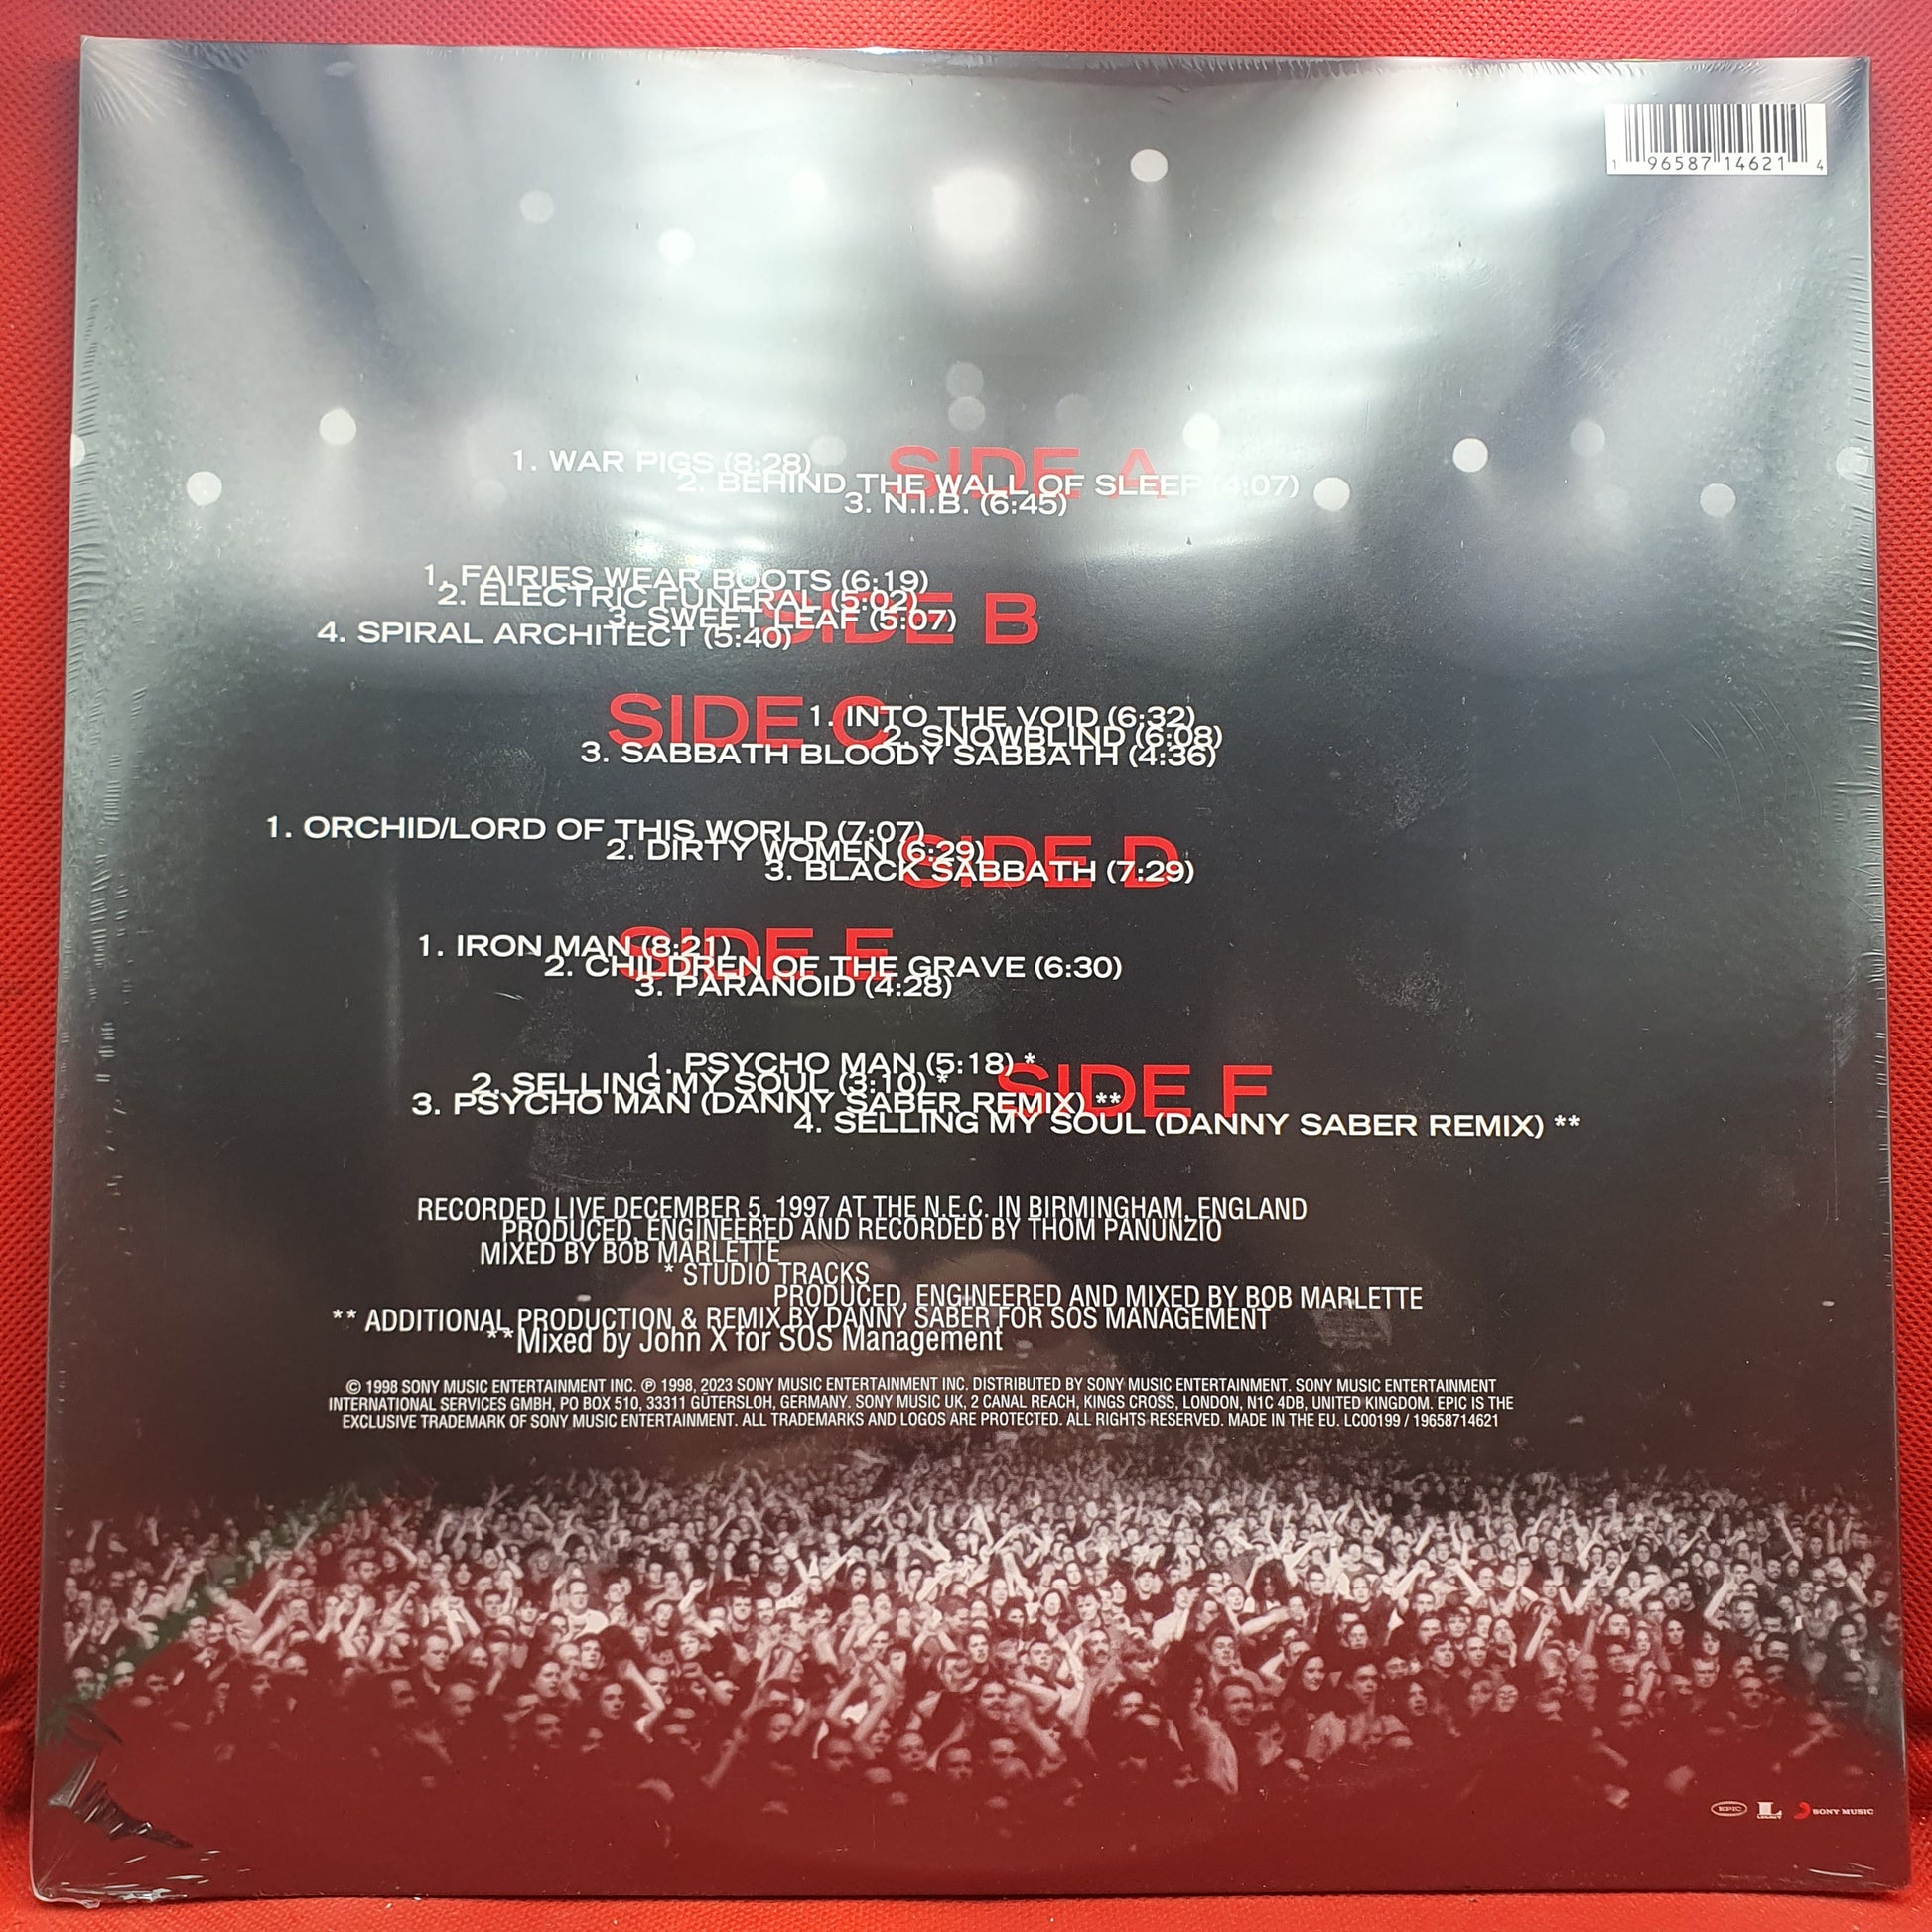 1 96587 14621 4
SIDE A
1. WAR PIGS (8:28)
2. BEHIND THE WALL OF SLEEP (4:07)
3. N.I.B. (6:45)
SIDE B
1. FAIRIES WEAR BOOTS (6:19)
2. ELECTRIC FUNERAL (5:02)
3. SWEET LEAF (5:07)
4. SPIRAL ARCHITECT (5:40)
SIDE C
1. INTO THE VOID (6:32)
2. SNOWBLIND (6:08)
3. SABBATH BLOODY SABBATH (4:36)
SIDE D
1. ORCHID/LORD OF THIS WORLD (7:07)
2. DIRTY WOMEN (6:29)
3. BLACK SABBATH (7:29)
SIDE E
1. IRON MAN (8:21)
2. CHILDREN OF THE GRAVE (6:30)
3. PARANOID (4:28)
SIDE F
1. PSYCHO MAN (5:18) *
2. SELLING MY SOUL (3:10) *
3. PSYCHO MAN (DANNY SABER REMIX) **
4. SELLING MY SOUL (DANNY SABER REMIX) **
RECORDED LIVE DECEMBER 5, 1997 AT THE N.E.C. IN BIRMINGHAM, ENGLAND
PRODUCED, ENGINEERED AND RECORDED BY THOM PANUNZIO
MIXED BY BOB MARLETTE
* STUDIO TRACKS
PRODUCED, ENGINEERED AND MIXED BY BOB MARLETTE
** ADDITIONAL PRODUCTION & REMIX BY DANNY SABER FOR SOS MANAGEMENT
**Mixed by John X for SOS Management
© 1998 SONY MUSIC ENTERTAINMENT INC. ℗ 1998, 2023 SONY MUSIC ENTERTAINMENT INC. DISTRIBUTED BY SONY MUSIC ENTERTAINMENT. SONY MUSIC ENTERTAINMENT
INTERNATIONAL SERVICES GMBH, PO BOX 510, 33311 GÜTERSLOH, GERMANY. SONY MUSIC UK, 2 CANAL REACH, KINGS CROSS, LONDON, N1C 4DB, UNITED KINGDOM. EPIC IS THE
EXCLUSIVE TRADEMARK OF SONY MUSIC ENTERTAINMENT. ALL TRADEMARKS AND LOGOS ARE PROTECTED. ALL RIGHTS RESERVED. MADE IN THE EU. LC00199 / 19658714621
EPIC L LEGACY SONY MUSIC